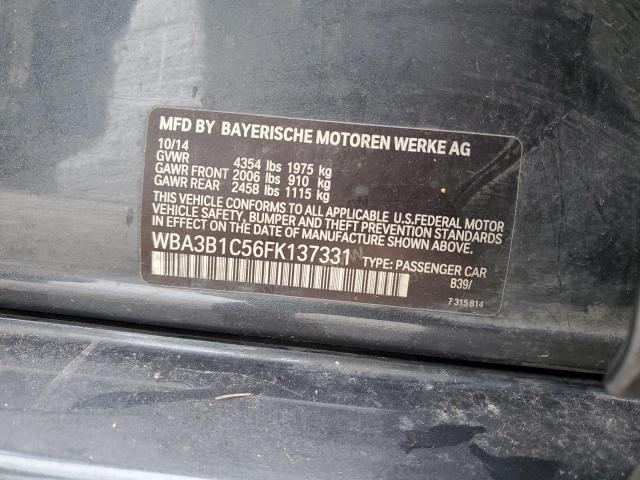 MFD BY BAYERISCHE MOTOREN WERKE AG
10/14
GVWR 4354 lbs 1975 kg
GAWR FRONT 2006 lbs 910 kg
GAWR REAR 2458 lbs 1115 kg
THIS VEHICLE CONFORMS TO ALL APPLICABLE U.S.FEDERAL MOTOR
VEHICLE SAFETY, BUMPER AND THEFT PREVENTION STANDARDS
IN EFFECT ON THE DATE OF MANUFACTURE SHOWN ABOVE.
WBA3B1C56FK137331 TYPE: PASSENGER CAR
B39/
7 315 814